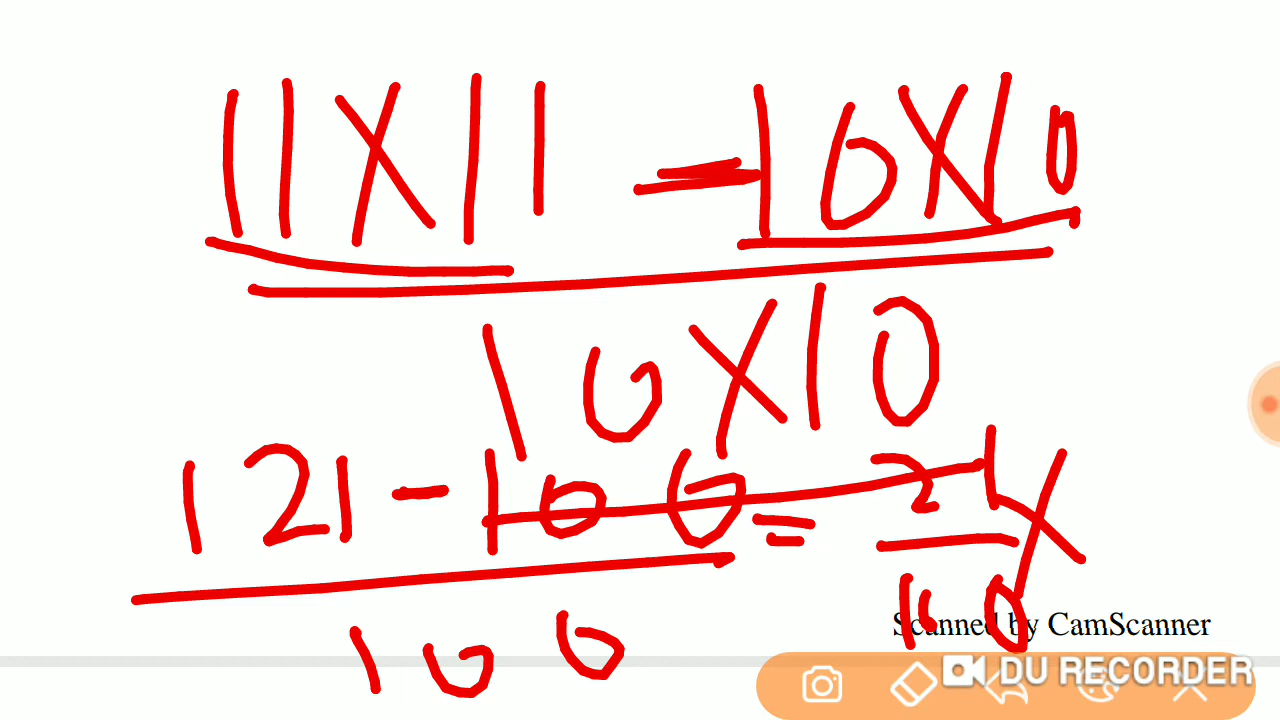 11X11 - 10X10
10X10
121 - 100 = 21 X
100
100
Scanned by CamScanner
DU RECORDER